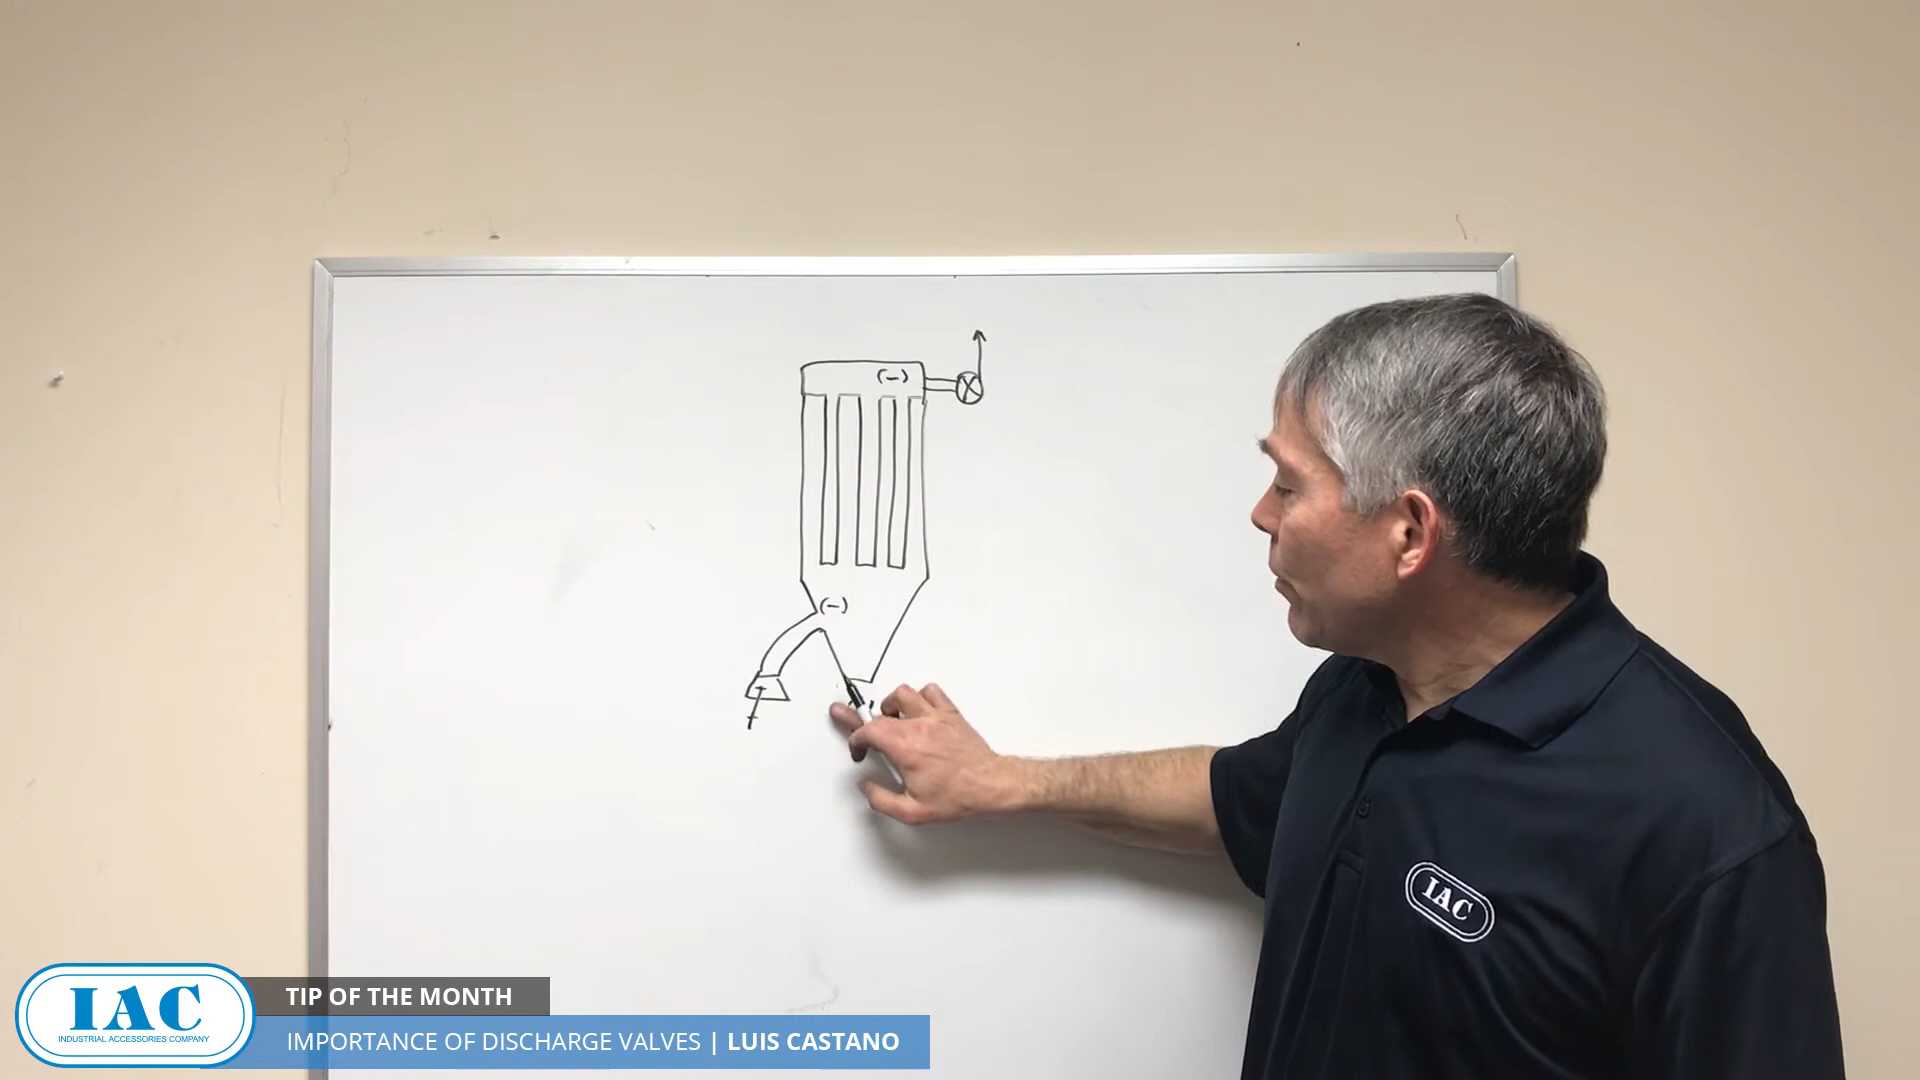 (-)
(-)
IAC
IAC
INDUSTRIAL ACCESSORIES COMPANY
TIP OF THE MONTH
IMPORTANCE OF DISCHARGE VALVES | LUIS CASTANO